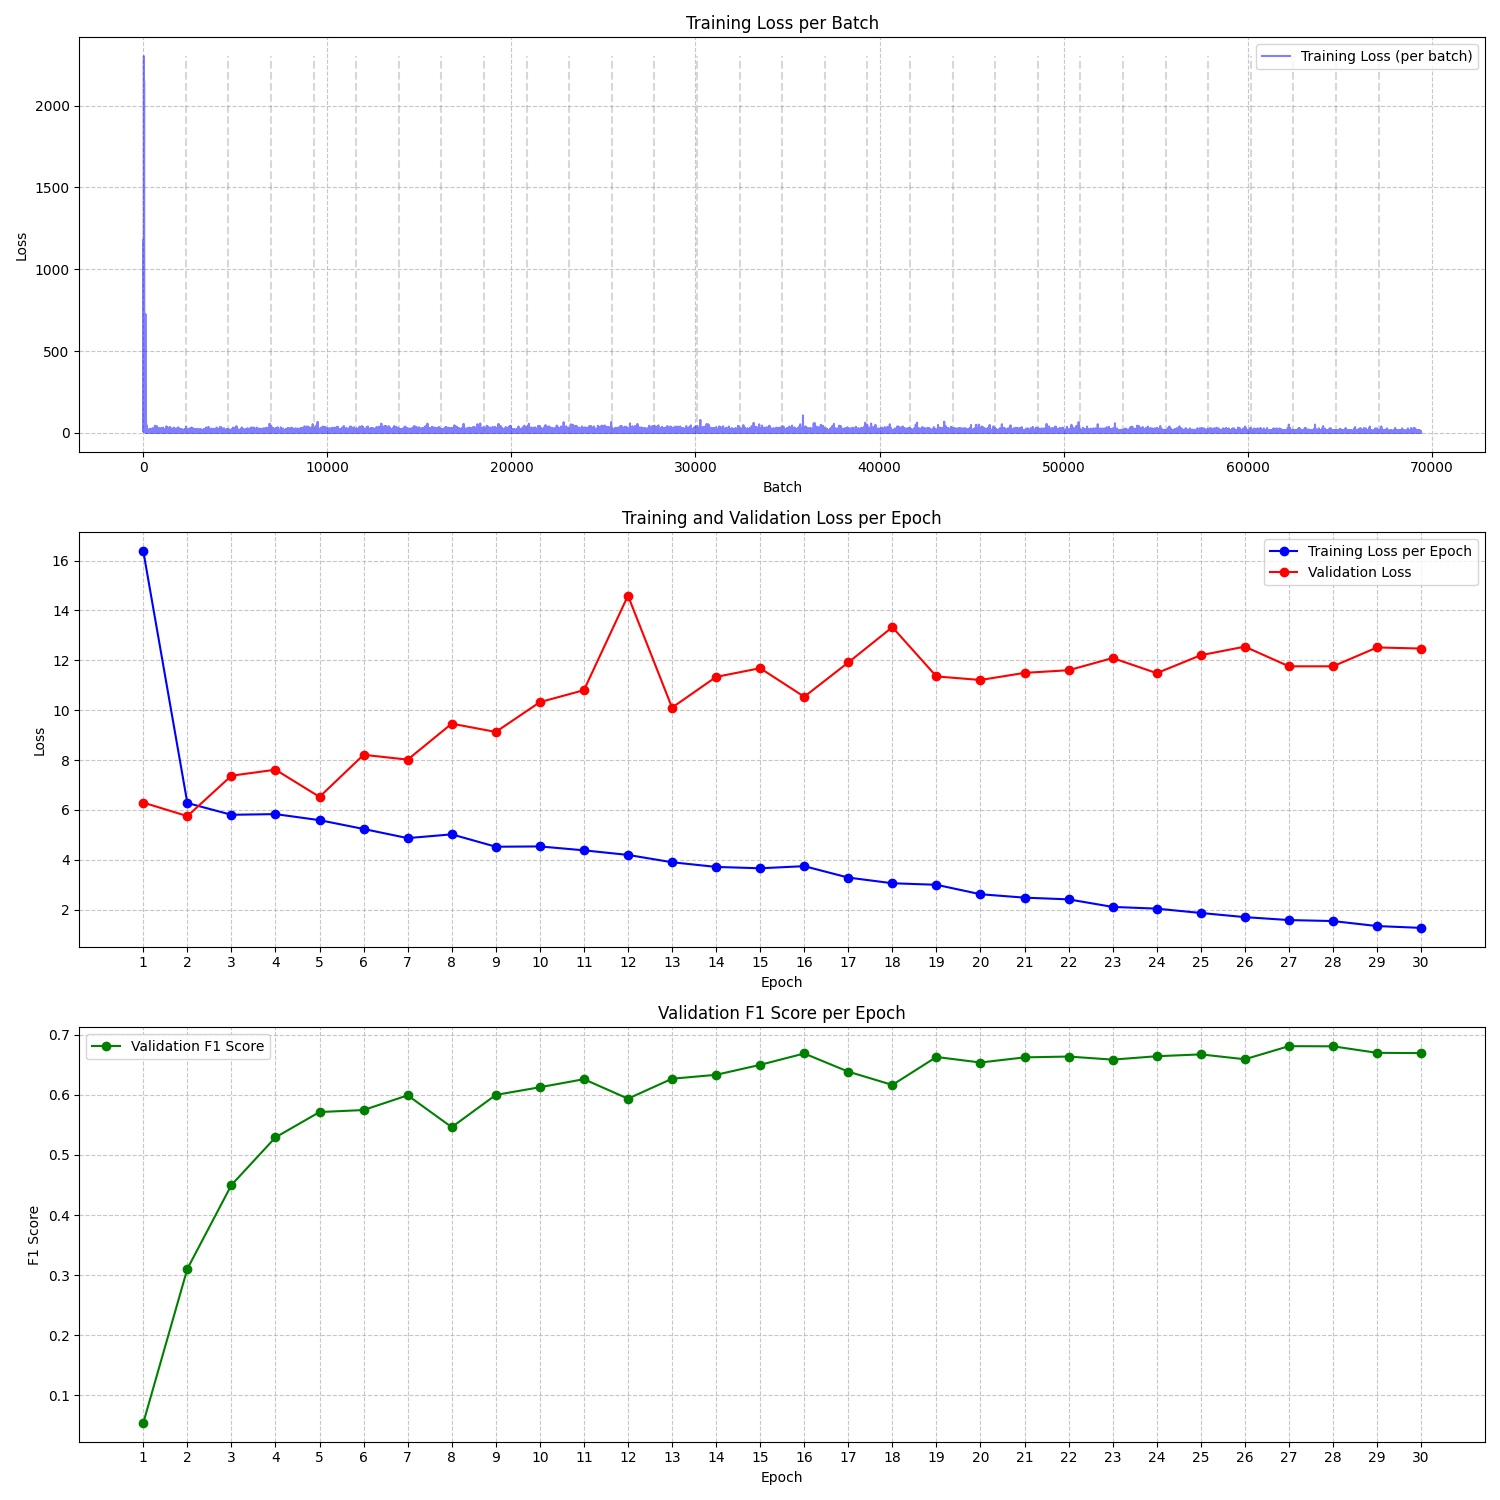 Training Loss per Batch
Training Loss (per batch)
2000
1500
1000
500
0
Loss
0 10000 20000 30000 40000 50000 60000 70000
Batch
Training and Validation Loss per Epoch
Training Loss per Epoch
Validation Loss
16
14
12
10
8
6
4
2
Loss
1 2 3 4 5 6 7 8 9 10 11 12 13 14 15 16 17 18 19 20 21 22 23 24 25 26 27 28 29 30
Epoch
Validation F1 Score per Epoch
Validation F1 Score
0.7
0.6
0.5
0.4
0.3
0.2
0.1
F1 Score
1 2 3 4 5 6 7 8 9 10 11 12 13 14 15 16 17 18 19 20 21 22 23 24 25 26 27 28 29 30
Epoch